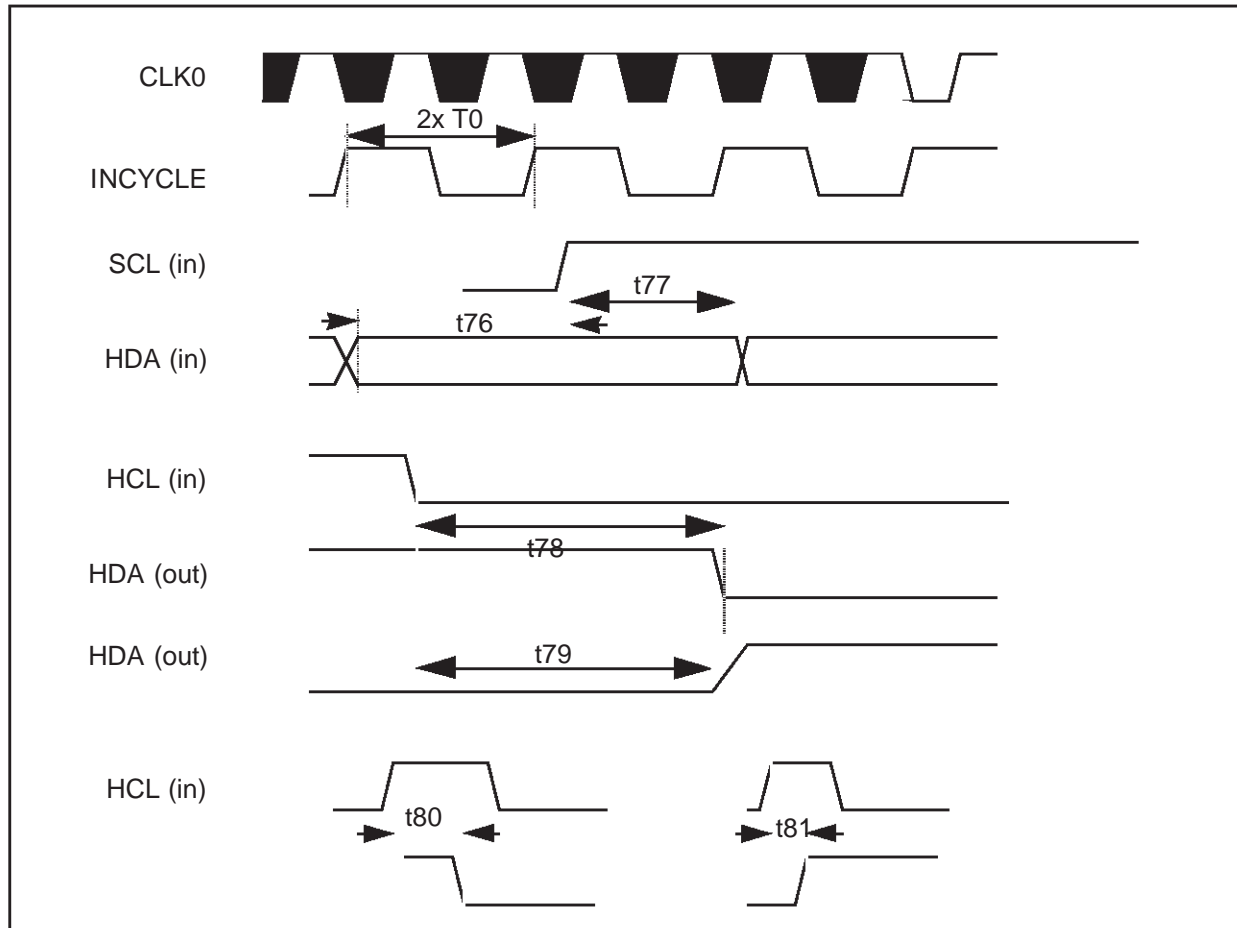 CLK0
2x T0
INCYCLE
SCL (in)
t77
t76
HDA (in)
HCL (in)
t78
HDA (out)
HDA (out)
t79
HCL (in)
t80
t81